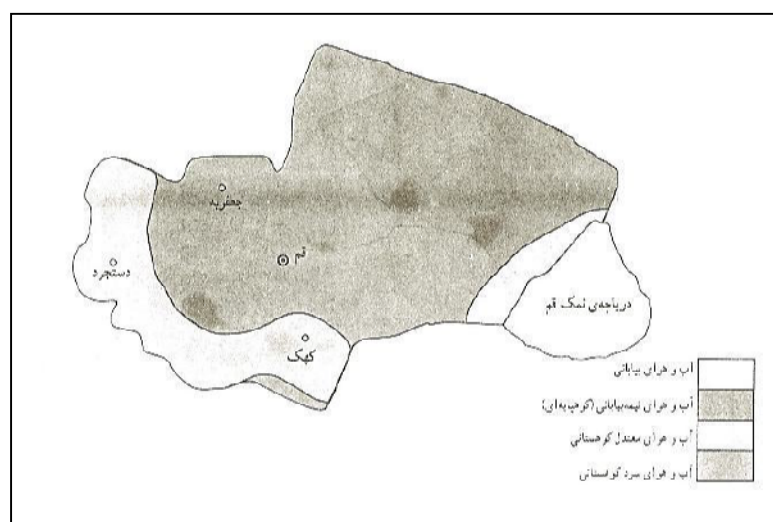 جعفریه
قم
دستجرد
دریاچه‌ی نمک قم
کهک
آب و هوای بیابانی
آب و هوای نیمه‌بیابانی (کوهپایه‌ای)
آب و هوای معتدل کوهستانی
آب و هوای سرد کوهستانی